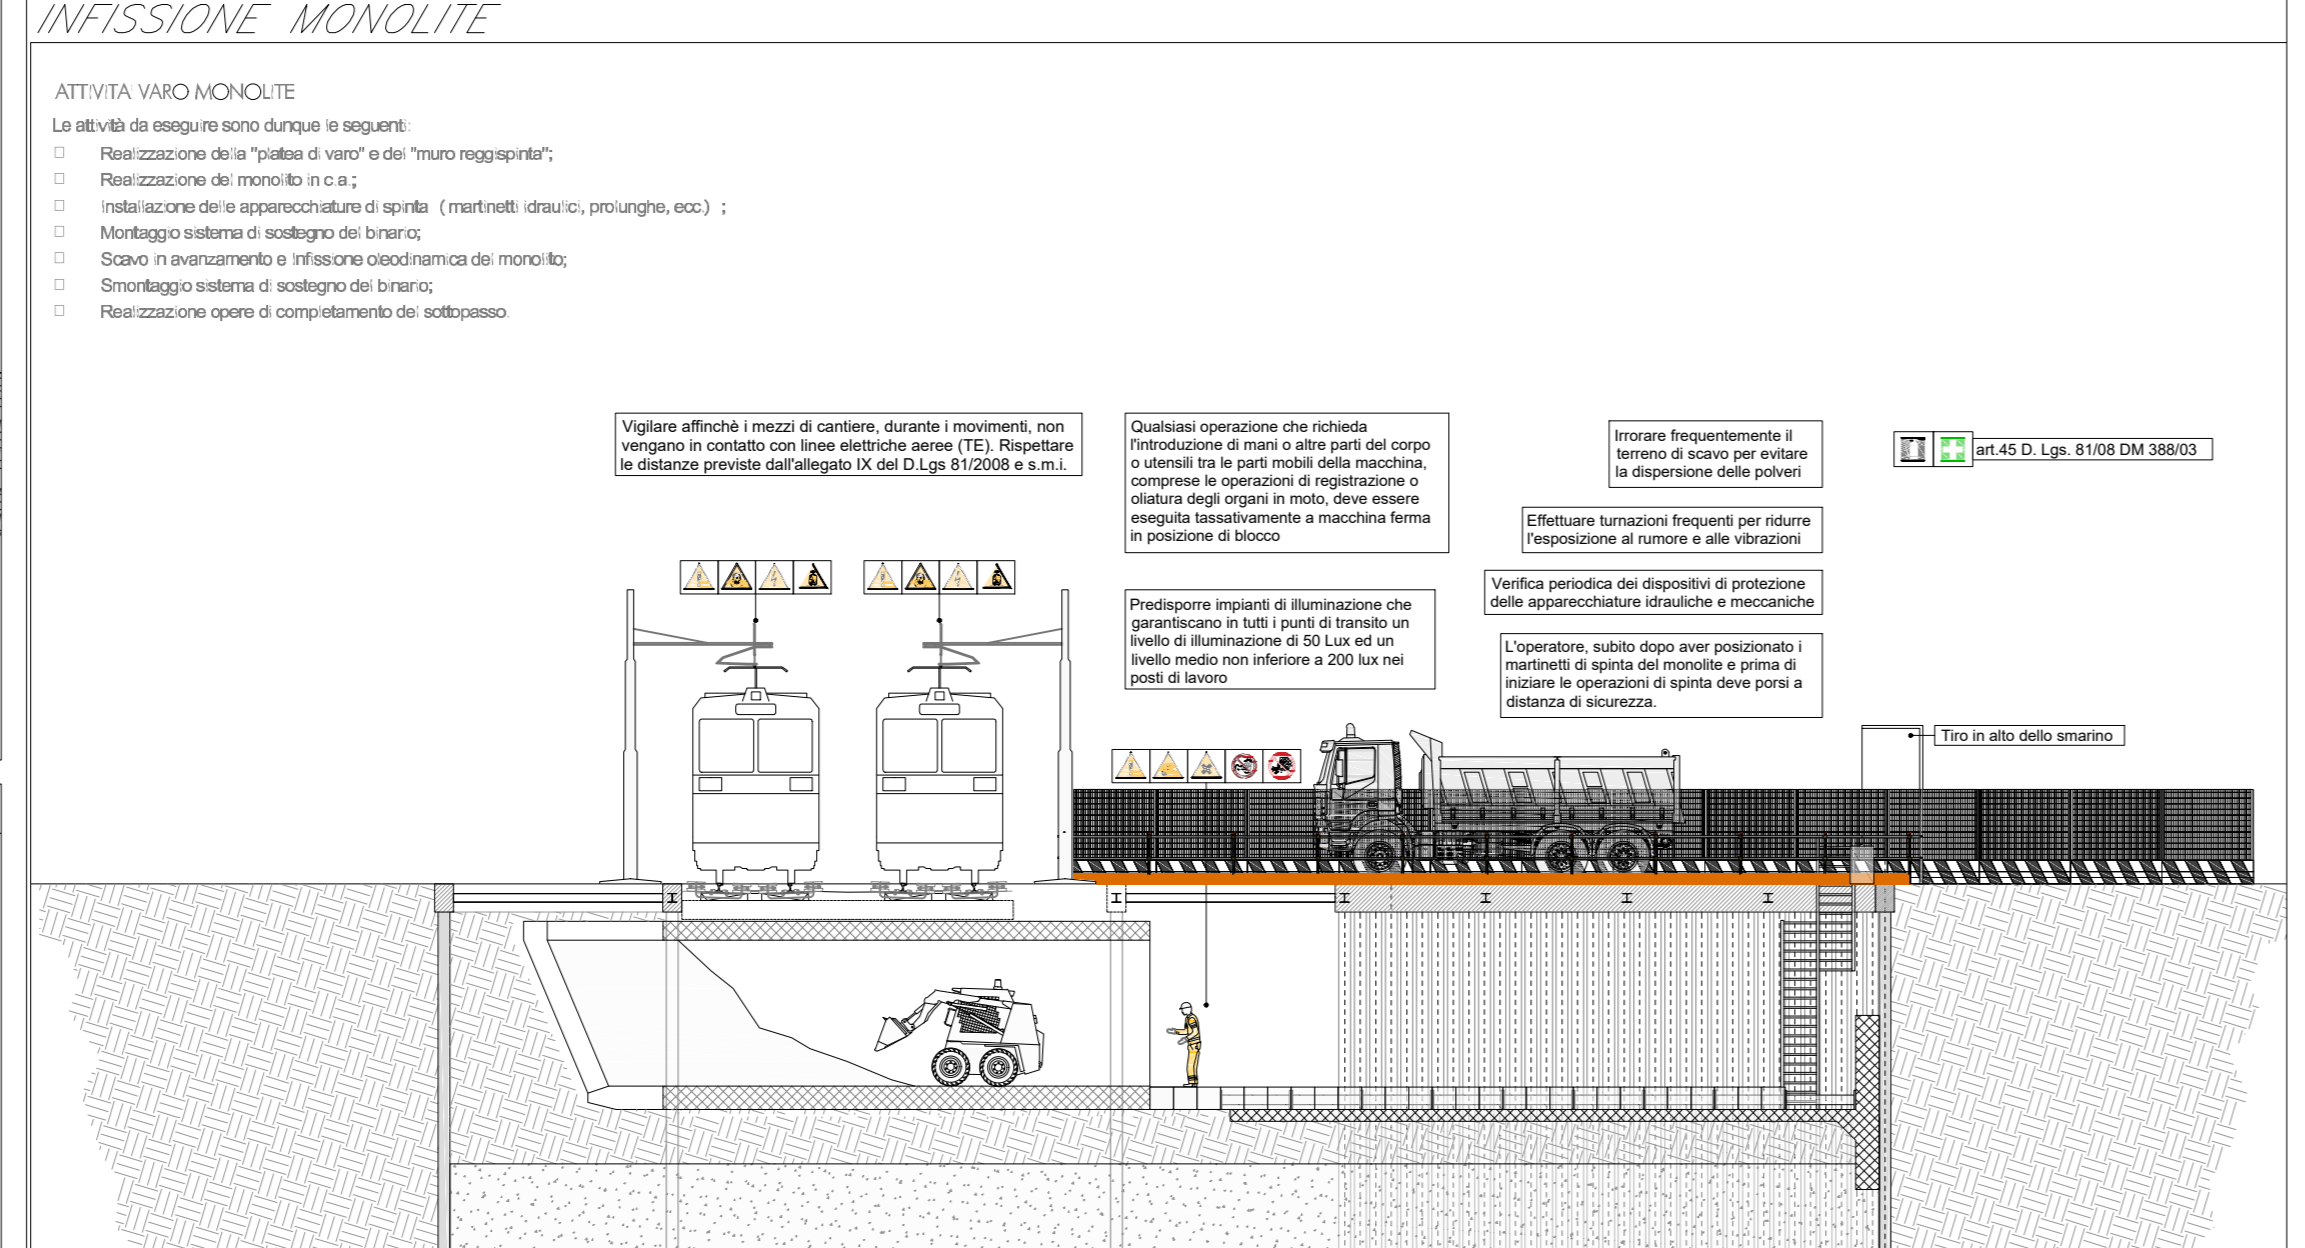 INFISSIONE MONOLITE
ATTIVITA' VARO MONOLITE
Le attività da eseguire sono dunque le seguenti:
Realizzazione della "platea di varo" e del "muro reggispinta";
Realizzazione del monolito in c.a.;
Installazione delle apparecchiature di spinta ( martinetti idraulici, prolunghe, ecc.) ;
Montaggio sistema di sostegno del binario;
Scavo in avanzamento e infissione oleodinamica del monolito;
Smontaggio sistema di sostegno del binario;
Realizzazione opere di completamento del sottopasso.
Vigilare affinchè i mezzi di cantiere, durante i movimenti, non
vengano in contatto con linee elettriche aeree (TE). Rispettare
le distanze previste dall'allegato IX del D.Lgs 81/2008 e s.m.i.
Qualsiasi operazione che richieda
l'introduzione di mani o altre parti del corpo
o utensili tra le parti mobili della macchina,
comprese le operazioni di registrazione o
oliatura degli organi in moto, deve essere
eseguita tassativamente a macchina ferma
in posizione di blocco
Predisporre impianti di illuminazione che
garantiscano in tutti i punti di transito un
livello di illuminazione di 50 Lux ed un
livello medio non inferiore a 200 lux nei
posti di lavoro
Irrorare frequentemente il
terreno di scavo per evitare
la dispersione delle polveri
Effettuare turnazioni frequenti per ridurre
l'esposizione al rumore e alle vibrazioni
Verifica periodica dei dispositivi di protezione
delle apparecchiature idrauliche e meccaniche
L'operatore, subito dopo aver posizionato i
martinetti di spinta del monolite e prima di
iniziare le operazioni di spinta deve porsi a
distanza di sicurezza.
art.45 D. Lgs. 81/08 DM 388/03
Tiro in alto dello smarino